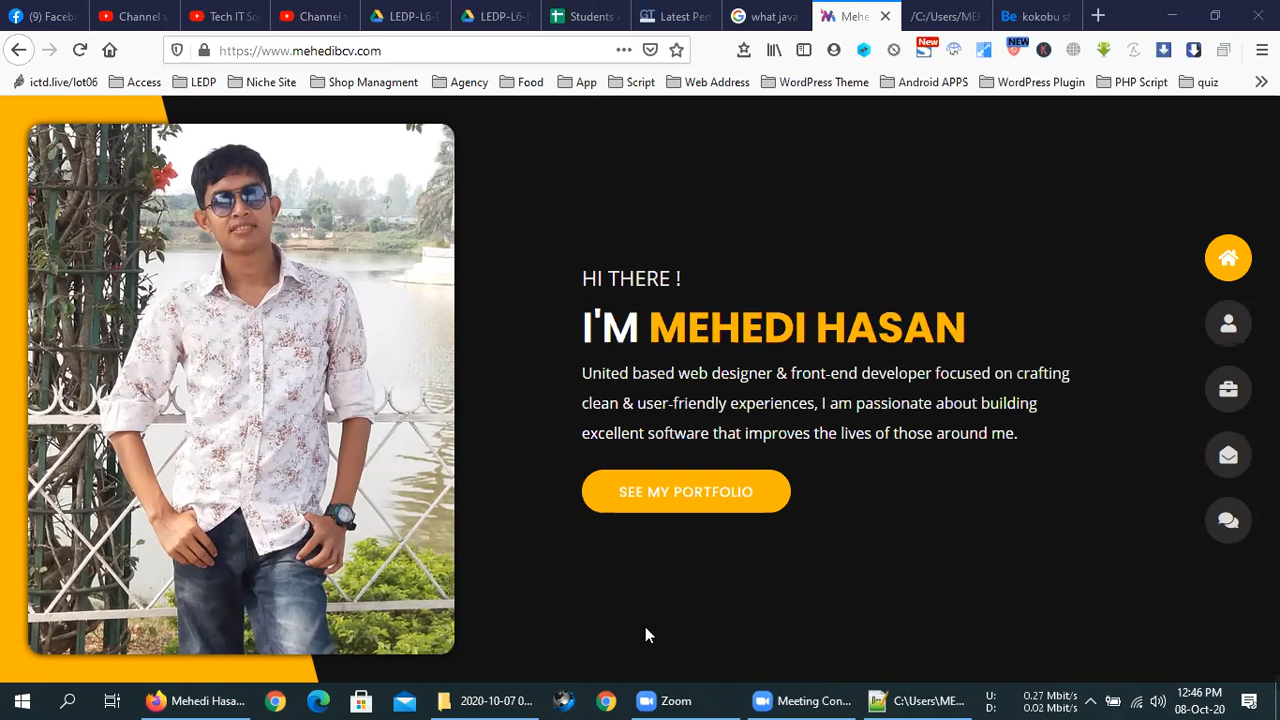 (9) Faceb
Channel
Tech IT So
Channel
LEDP-L6-
LEDP-L6-
Students
Latest Per
what java
Mehe
/C:/Users/ME
kokobu st
https://www.mehedibcv.com
New
NEW
ictd.live/lot06
Access
LEDP
Niche Site
Shop Managment
Agency
Food
App
Script
Web Address
WordPress Theme
Android APPS
WordPress Plugin
PHP Script
quiz
HI THERE !
I'M MEHEDI HASAN
United based web designer & front-end developer focused on crafting
clean & user-friendly experiences, I am passionate about building
excellent software that improves the lives of those around me.
SEE MY PORTFOLIO
Mehedi Hasa...
2020-10-07 0...
Zoom
Meeting Con...
C:\Users\ME...
U: 0.27 Mbit/s
D: 0.02 Mbit/s
12:46 PM
08-Oct-20